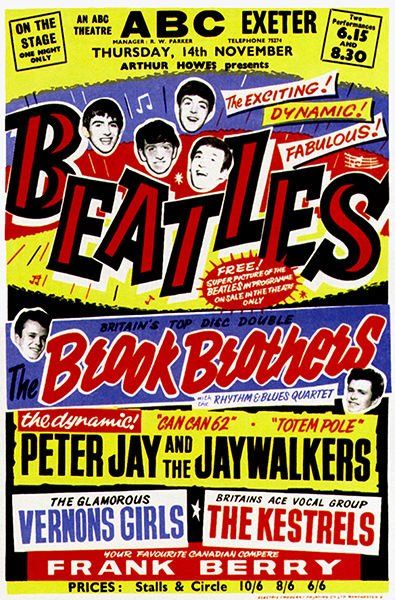 ON THE
STAGE
ONE NIGHT
ONLY
AN ABC
THEATRE
ABC EXETER
MANAGER: R. W. PARKER TELEPHONE 75274
THURSDAY, 14th NOVEMBER
ARTHUR HOWES presents
Two
Performances
6.15
AND
8.30
The EXCITING!
DYNAMIC!
FABULOUS!
BEATLES
FREE!
SUPER PICTURE OF THE
BEATLES IN PROGRAMME
ON SALE IN THE THEATRE
ONLY
BRITAIN'S TOP DISC DOUBLE
The Brook Brothers
with the RHYTHM & BLUES QUARTET
the dynamic! "CAN CAN 62" · "TOTEM POLE"
PETER JAY AND THE JAYWALKERS
THE GLAMOROUS
VERNONS GIRLS
BRITAINS ACE VOCAL GROUP
THE KESTRELS
YOUR FAVOURITE CANADIAN COMPERE
FRANK BERRY
PRICES: Stalls & Circle 10/6 8/6 6/6